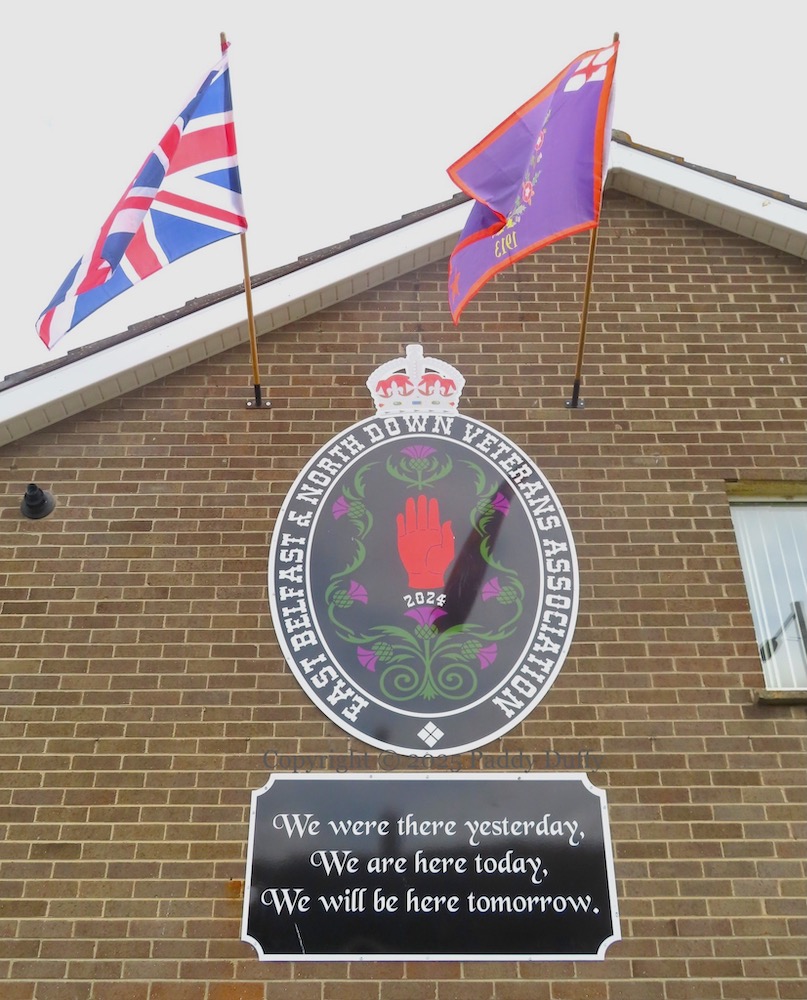 1913
EAST BELFAST & NORTH DOWN VETERANS ASSOCIATION
2024
Copyright © 2025 Paddy Duffy
We were there yesterday,
We are here today,
We will be here tomorrow.